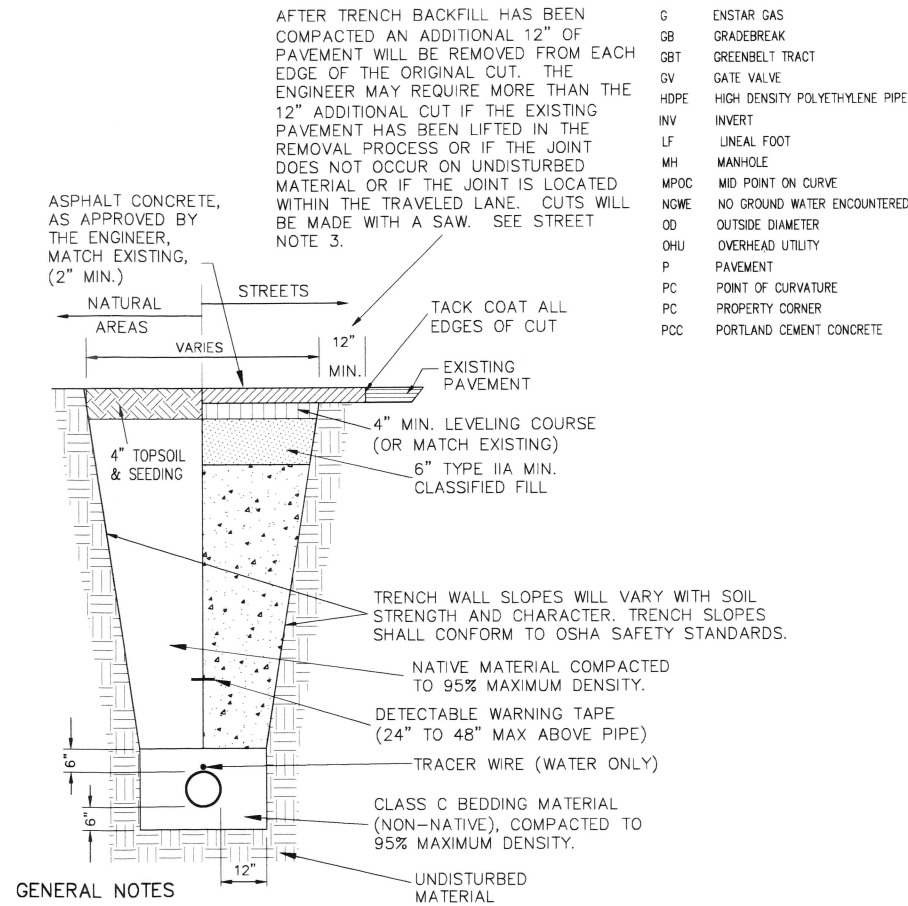 AFTER TRENCH BACKFILL HAS BEEN
COMPACTED AN ADDITIONAL 12" OF
PAVEMENT WILL BE REMOVED FROM EACH
EDGE OF THE ORIGINAL CUT. THE
ENGINEER MAY REQUIRE MORE THAN THE
12" ADDITIONAL CUT IF THE EXISTING
PAVEMENT HAS BEEN LIFTED IN THE
REMOVAL PROCESS OR IF THE JOINT
DOES NOT OCCUR ON UNDISTURBED
MATERIAL OR IF THE JOINT IS LOCATED
WITHIN THE TRAVELED LANE. CUTS WILL
BE MADE WITH A SAW. SEE STREET
NOTE 3.
G ENSTAR GAS
GB GRADEBREAK
GBT GREENBELT TRACT
GV GATE VALVE
HDPE HIGH DENSITY POLYETHYLENE PIPE
INV INVERT
LF LINEAL FOOT
MH MANHOLE
MPOC MID POINT ON CURVE
NGWE NO GROUND WATER ENCOUNTERED
OD OUTSIDE DIAMETER
OHU OVERHEAD UTILITY
P PAVEMENT
PC POINT OF CURVATURE
PC PROPERTY CORNER
PCC PORTLAND CEMENT CONCRETE
ASPHALT CONCRETE,
AS APPROVED BY
THE ENGINEER,
MATCH EXISTING,
(2" MIN.)
NATURAL
AREAS
STREETS
VARIES
12"
MIN.
TACK COAT ALL
EDGES OF CUT
EXISTING
PAVEMENT
4" TOPSOIL
& SEEDING
4" MIN. LEVELING COURSE
(OR MATCH EXISTING)
6" TYPE IIA MIN.
CLASSIFIED FILL
TRENCH WALL SLOPES WILL VARY WITH SOIL
STRENGTH AND CHARACTER. TRENCH SLOPES
SHALL CONFORM TO OSHA SAFETY STANDARDS.
NATIVE MATERIAL COMPACTED
TO 95% MAXIMUM DENSITY.
DETECTABLE WARNING TAPE
(24" TO 48" MAX ABOVE PIPE)
6"
TRACER WIRE (WATER ONLY)
6"
CLASS C BEDDING MATERIAL
(NON-NATIVE), COMPACTED TO
95% MAXIMUM DENSITY.
12"
UNDISTURBED
MATERIAL
GENERAL NOTES